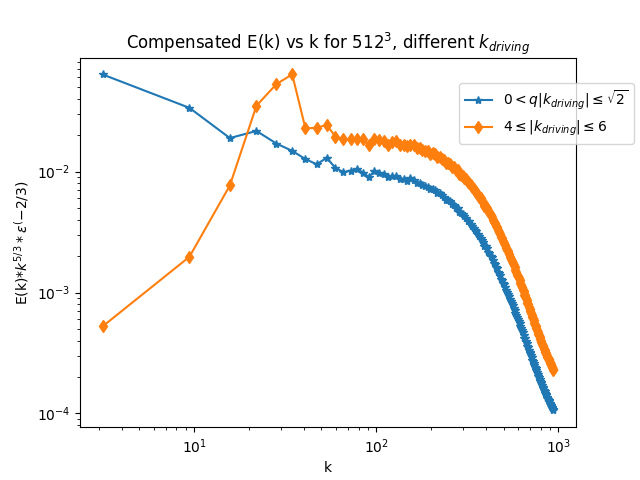 Compensated E(k) vs k for 512³, different k_driving
0 < q|k_driving| ≤ √2
4 ≤ |k_driving| ≤ 6
E(k)*k^5/3 * ε^(−2/3)
10⁻²
10⁻³
10⁻⁴
10¹
10²
10³
k